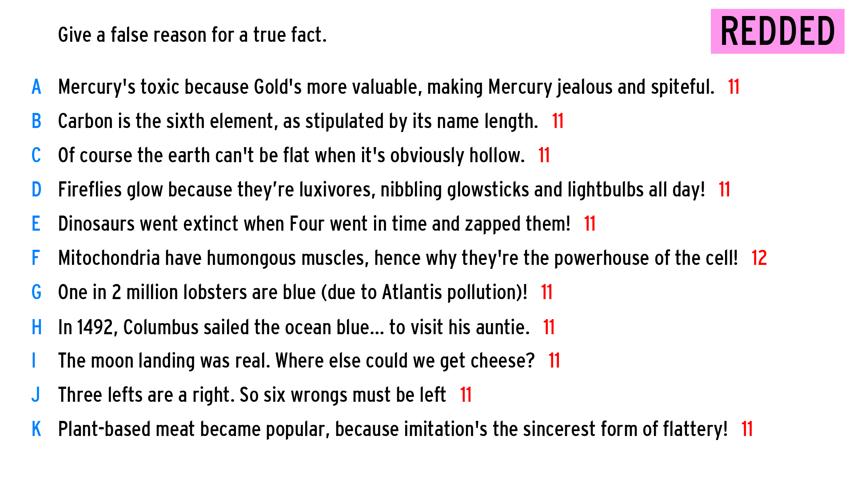 Give a false reason for a true fact.
REDDED
A Mercury's toxic because Gold's more valuable, making Mercury jealous and spiteful. 11
B Carbon is the sixth element, as stipulated by its name length. 11
C Of course the earth can't be flat when it's obviously hollow. 11
D Fireflies glow because they’re luxivores, nibbling glowsticks and lightbulbs all day! 11
E Dinosaurs went extinct when Four went in time and zapped them! 11
F Mitochondria have humongous muscles, hence why they're the powerhouse of the cell! 12
G One in 2 million lobsters are blue (due to Atlantis pollution)! 11
H In 1492, Columbus sailed the ocean blue... to visit his auntie. 11
I The moon landing was real. Where else could we get cheese? 11
J Three lefts are a right. So six wrongs must be left 11
K Plant-based meat became popular, because imitation's the sincerest form of flattery! 11